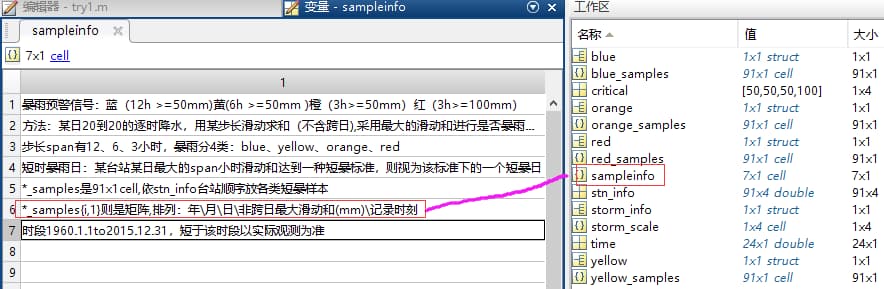 编辑器 - try1.m
变量 - sampleinfo
sampleinfo
7x1 cell
1
1 暴雨预警信号：蓝（12h >=50mm)黄(6h >=50mm )橙（3h>=50mm）红（3h>=100mm）
2 方法：某日20到20的逐时降水，用某步长滑动求和（不含跨日),采用最大的滑动和进行是否暴雨...
3 步长span有12、6、3小时，暴雨分4类：blue、yellow、orange、red
4 短时暴雨日：某台站某日最大的span小时滑动和达到一种短暴标准，则视为该标准下的一个短暴日
5 *_samples是91x1cell,依stn_info台站顺序放各类短暴样本
6 *_samples{i,1}则是矩阵,排列：年\月\日\非跨日最大滑动和(mm)\记录时刻
7 时段1960.1.1to2015.12.31，短于该时段以实际观测为准
8
9
工作区
名称 值 大小
blue 1x1 struct 1x1
blue_samples 91x1 cell 91x1
critical [50,50,50,100] 1x4
orange 1x1 struct 1x1
orange_samples 91x1 cell 91x1
red 1x1 struct 1x1
red_samples 91x1 cell 91x1
sampleinfo 7x1 cell 7x1
stn_info 91x4 double 91x4
storm_info 1x1 struct 1x1
storm_scale 1x4 cell 1x4
time 24x1 double 24x1
yellow 1x1 struct 1x1
yellow_samples 91x1 cell 91x1